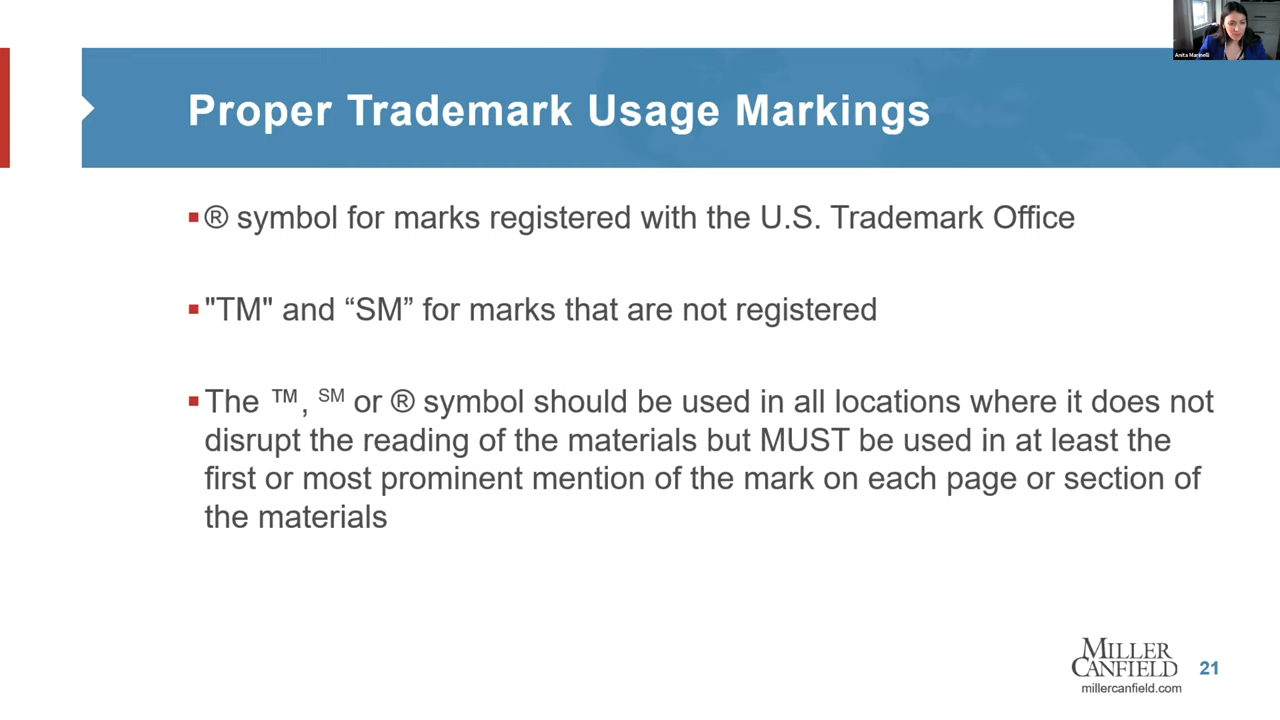 Anita Marinelli
Proper Trademark Usage Markings
® symbol for marks registered with the U.S. Trademark Office
"TM" and “SM” for marks that are not registered
The ™, ℠ or ® symbol should be used in all locations where it does not
disrupt the reading of the materials but MUST be used in at least the
first or most prominent mention of the mark on each page or section of
the materials
MILLER
CANFIELD
millercanfield.com
21